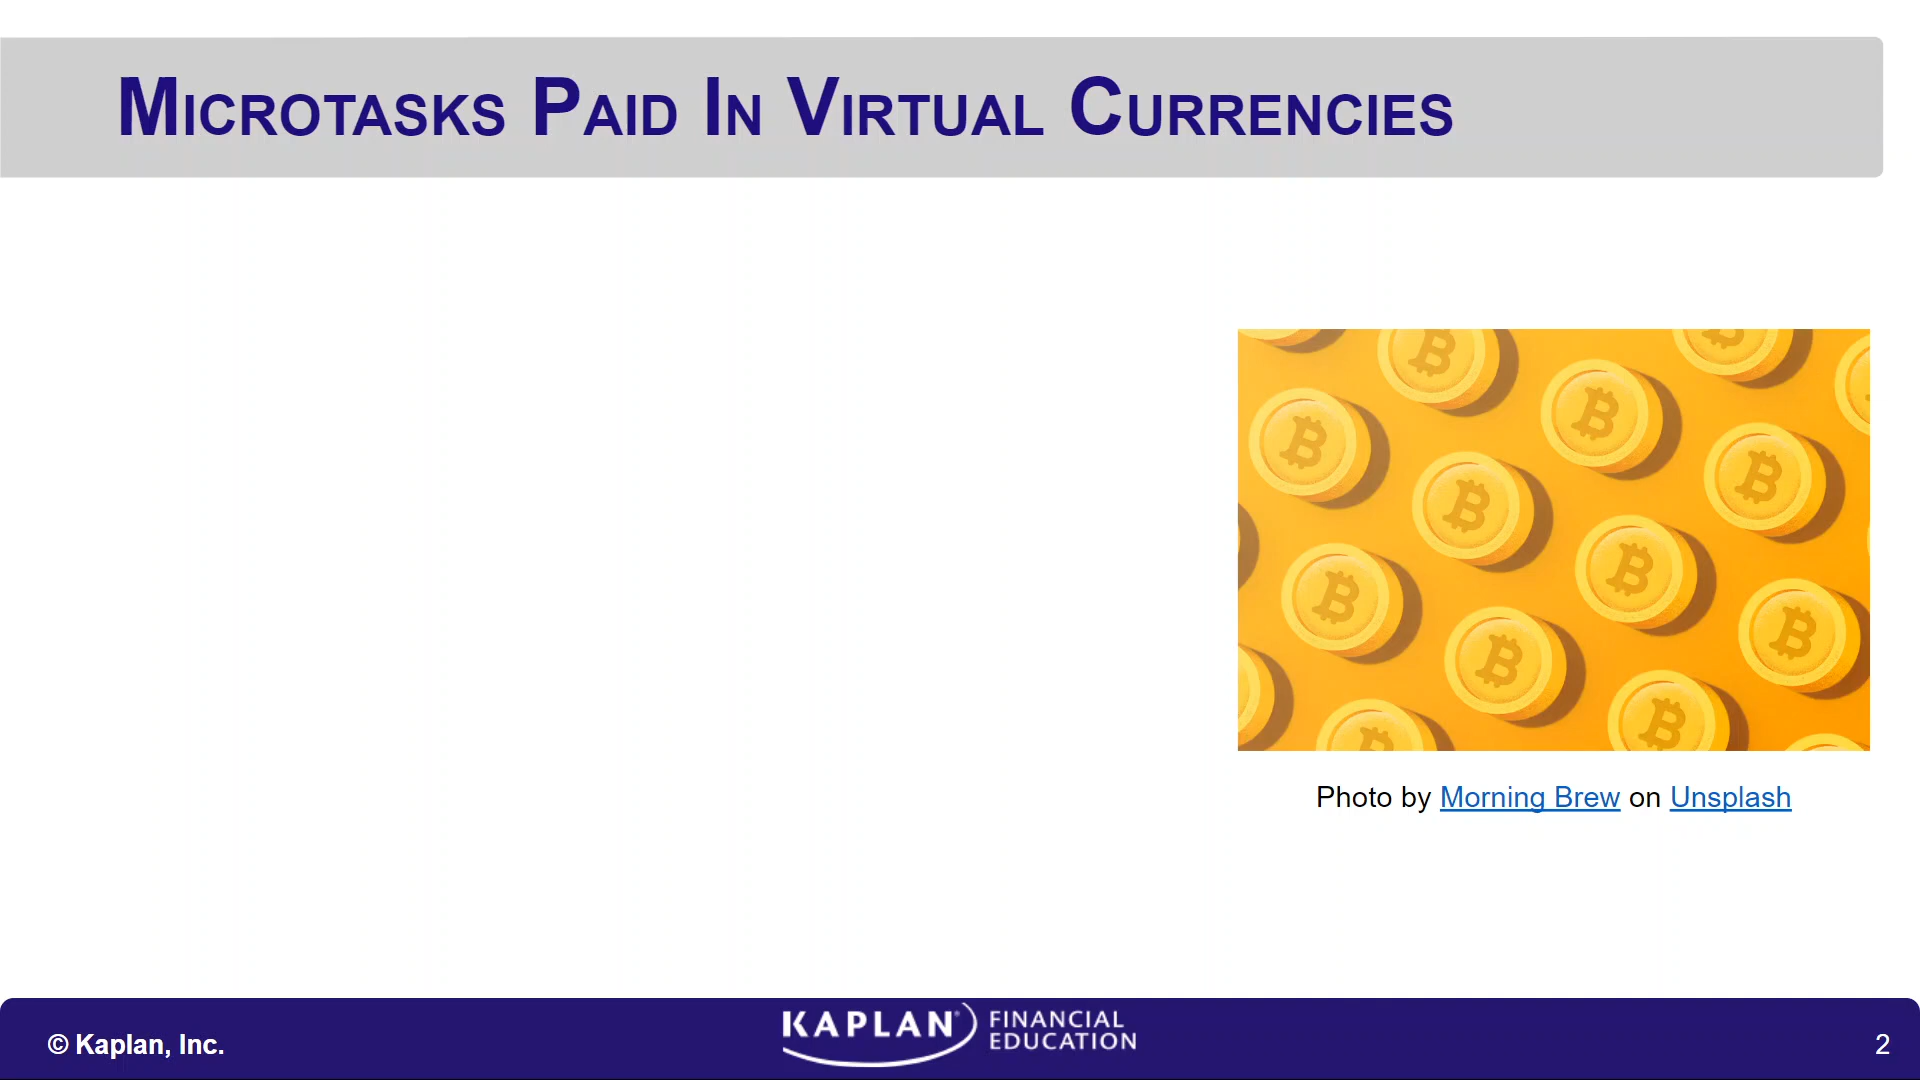 Microtasks Paid In Virtual Currencies
Photo by Morning Brew on Unsplash
© Kaplan, Inc.
KAPLAN® FINANCIAL
EDUCATION
2